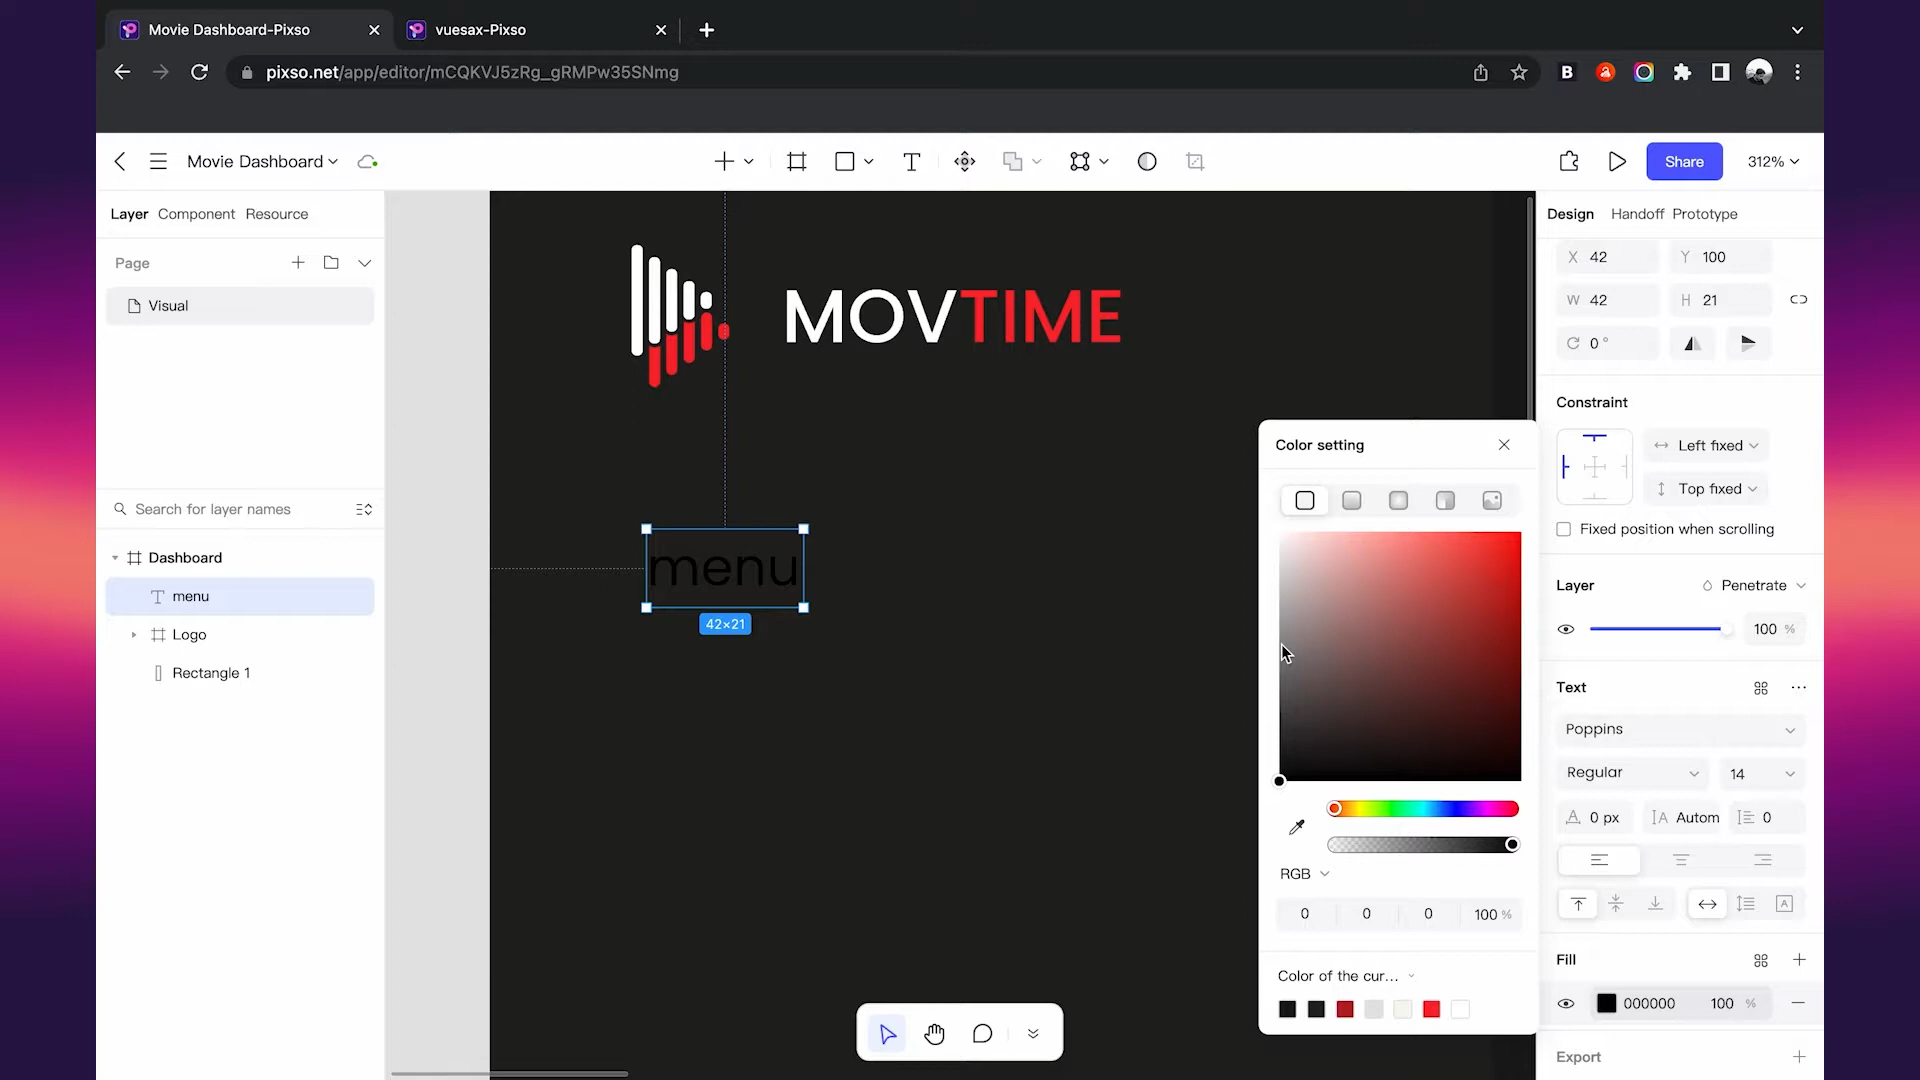 Movie Dashboard-Pixso
vuesax-Pixso
pixso.net/app/editor/mCQKVJ5zRg_gRMPw35SNmg
B
Movie Dashboard
Share
312%
Layer Component Resource
Page
Visual
Search for layer names
Dashboard
menu
Logo
Rectangle 1
MOVTIME
menu
42×21
Color setting
RGB
0 0 0 100 %
Color of the cur...
Design Handoff Prototype
X 42 Y 100
W 42 H 21
0 °
Constraint
Left fixed
Top fixed
Fixed position when scrolling
Layer Penetrate
100 %
Text
Poppins
Regular 14
0 px Autom 0
Fill
000000 100 %
Export